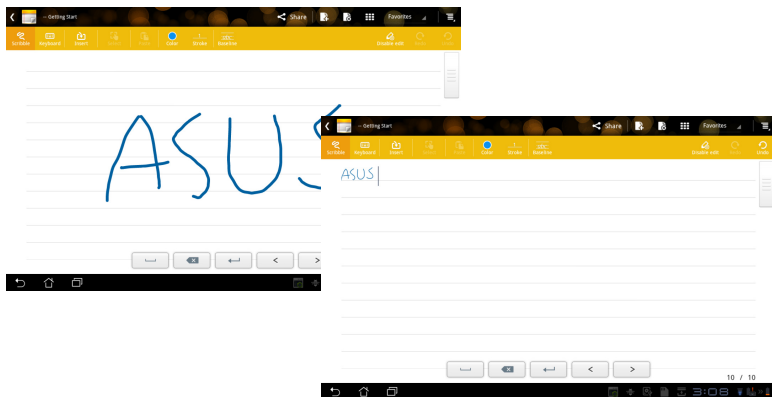 -- Getting Start
Share
Favorites
Scribble Keyboard Insert Color Stroke Baseline Disable edit
ASUS
-- Getting Start
Share
Favorites
Scribble Keyboard Insert Color Stroke Baseline Disable edit Undo
ASUS
10 / 10
3:08